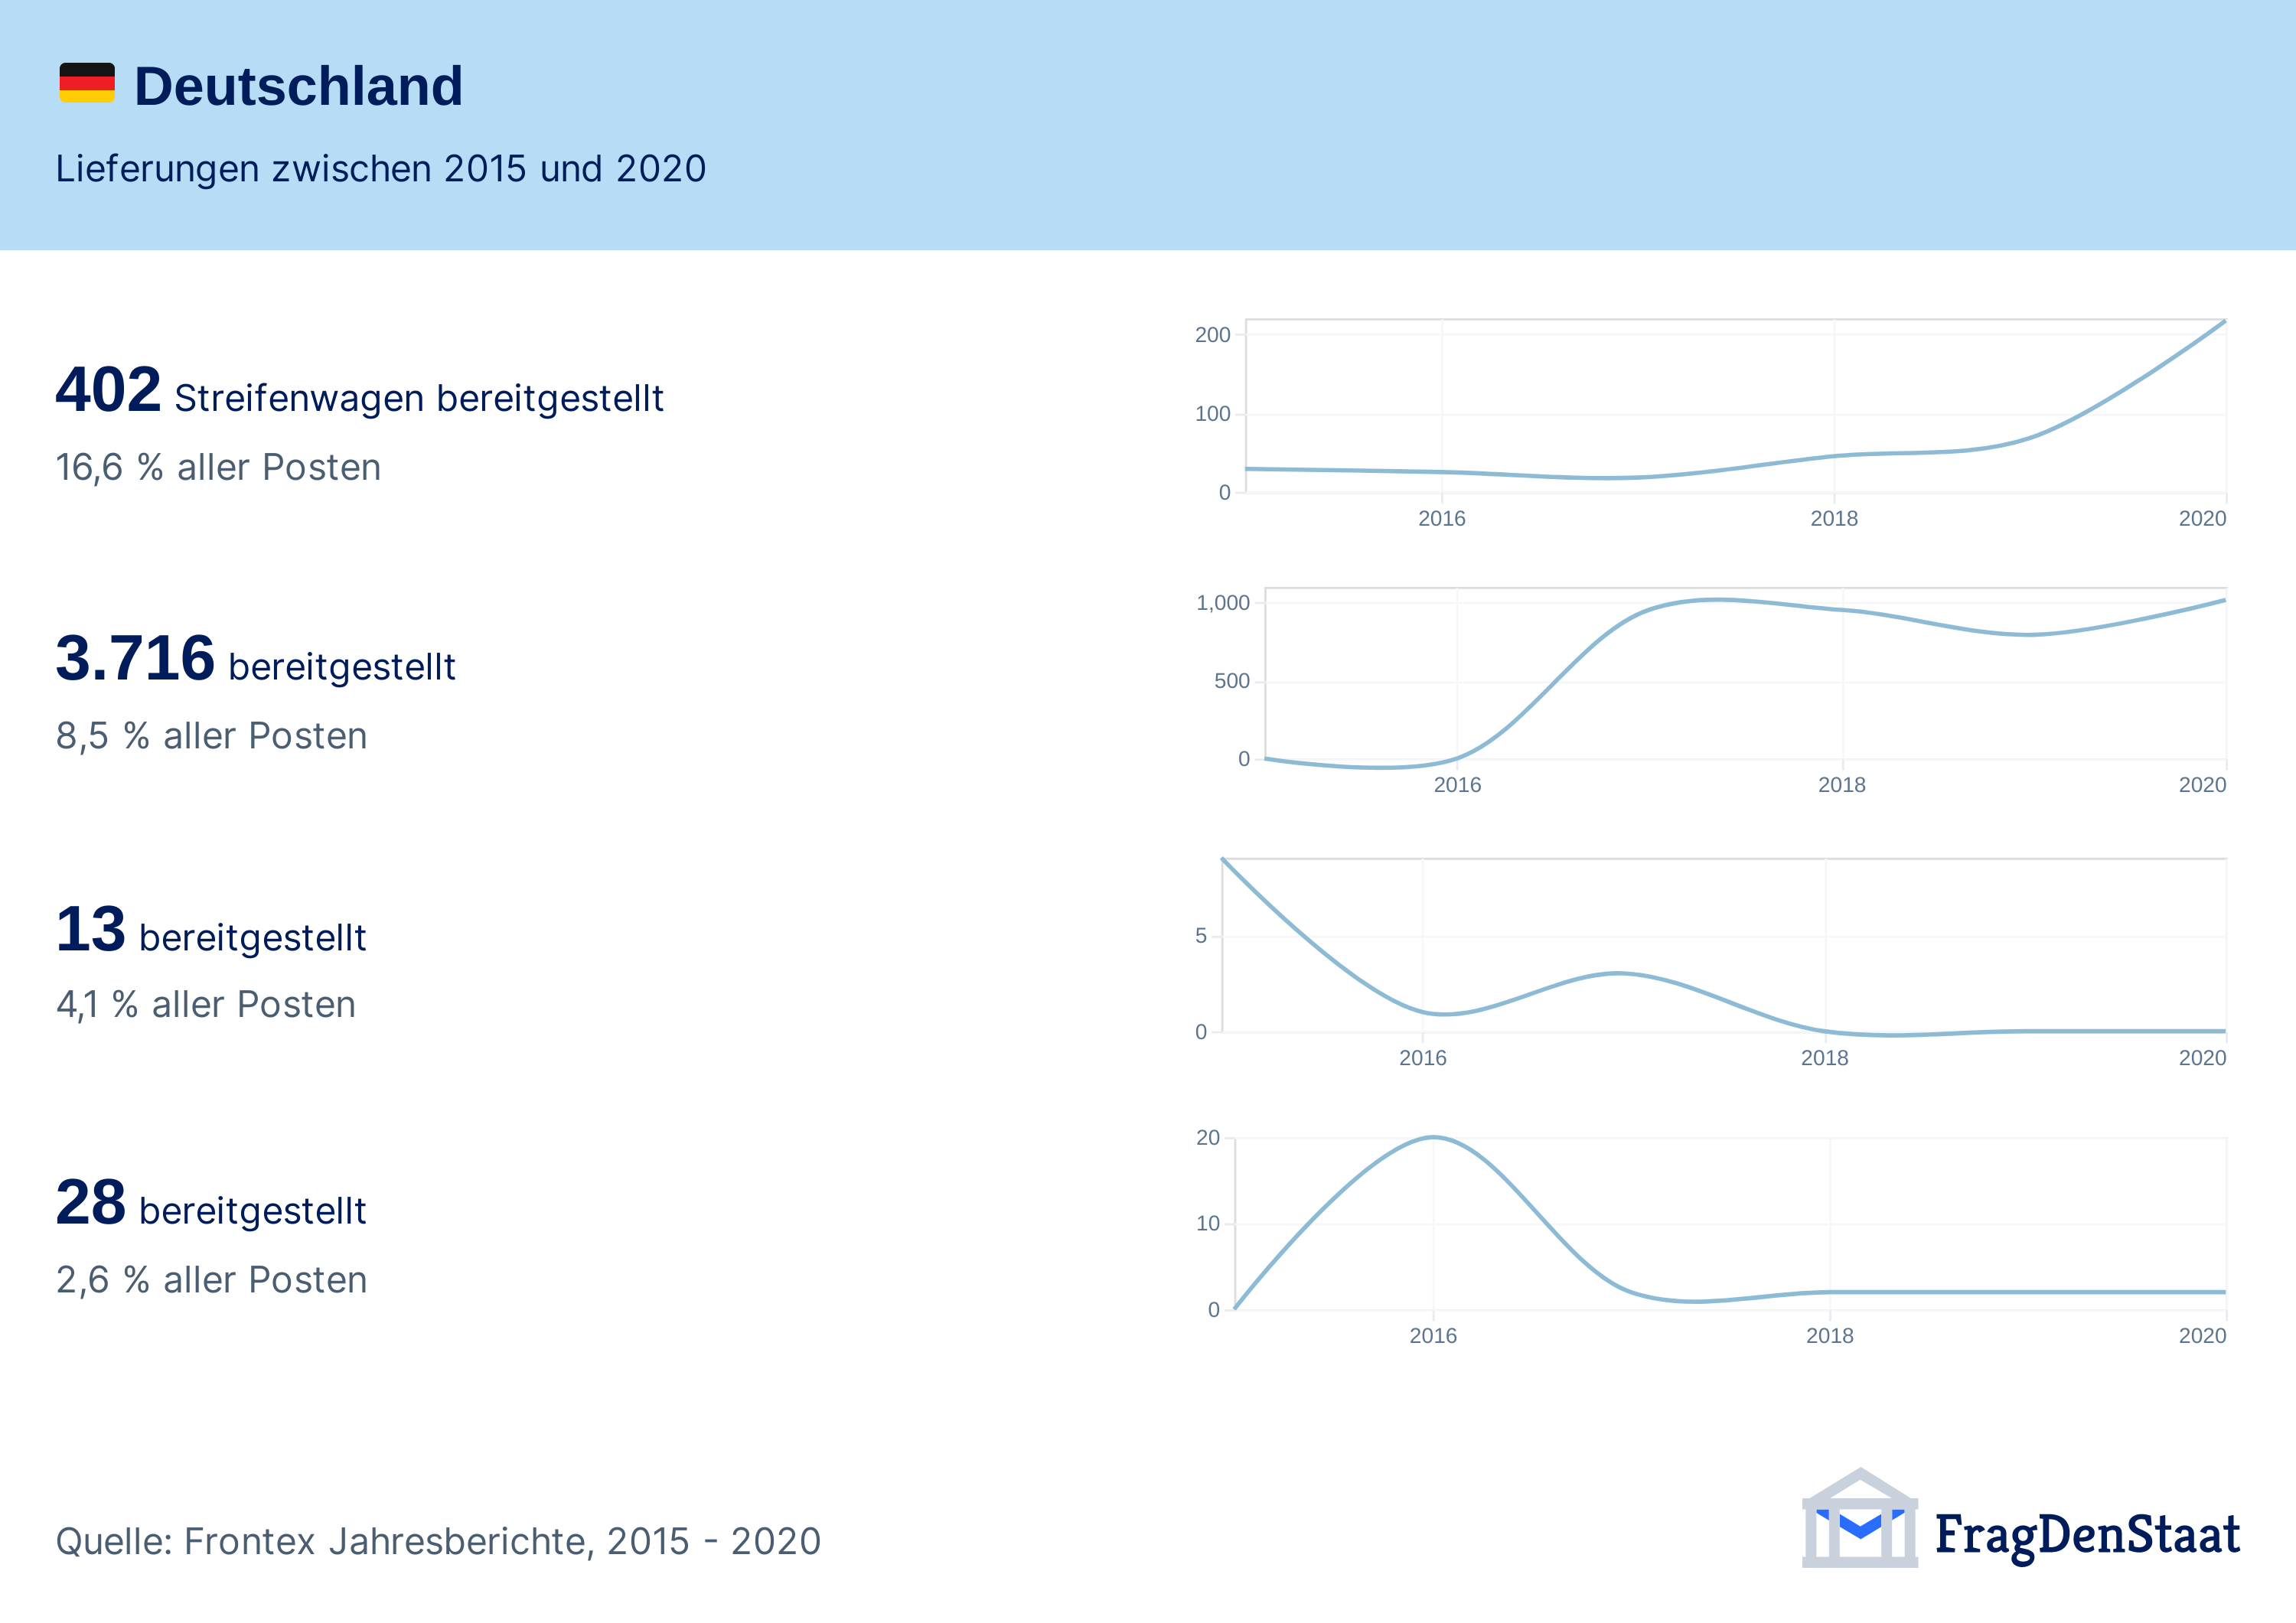 Deutschland
Lieferungen zwischen 2015 und 2020
402 Streifenwagen bereitgestellt
16,6 % aller Posten
200
100
0
2016 2018 2020
3.716 bereitgestellt
8,5 % aller Posten
1,000
500
0
2016 2018 2020
13 bereitgestellt
4,1 % aller Posten
5
0
2016 2018 2020
28 bereitgestellt
2,6 % aller Posten
20
10
0
2016 2018 2020
Quelle: Frontex Jahresberichte, 2015 - 2020
FragDenStaat